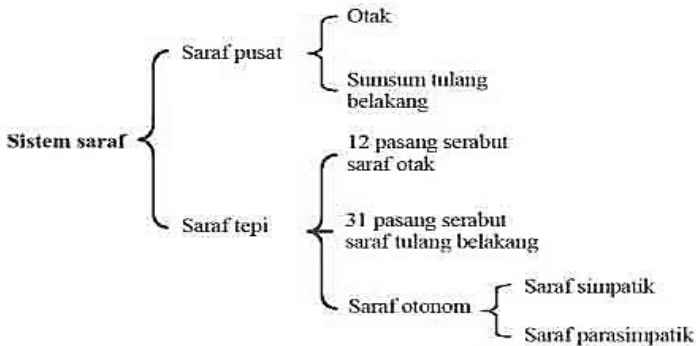 Otak
Saraf pusat
Sumsum tulang
belakang
Sistem saraf
12 pasang serabut
saraf otak
Saraf tepi
31 pasang serabut
saraf tulang belakang
Saraf otonom
Saraf simpatik
Saraf parasimpatik